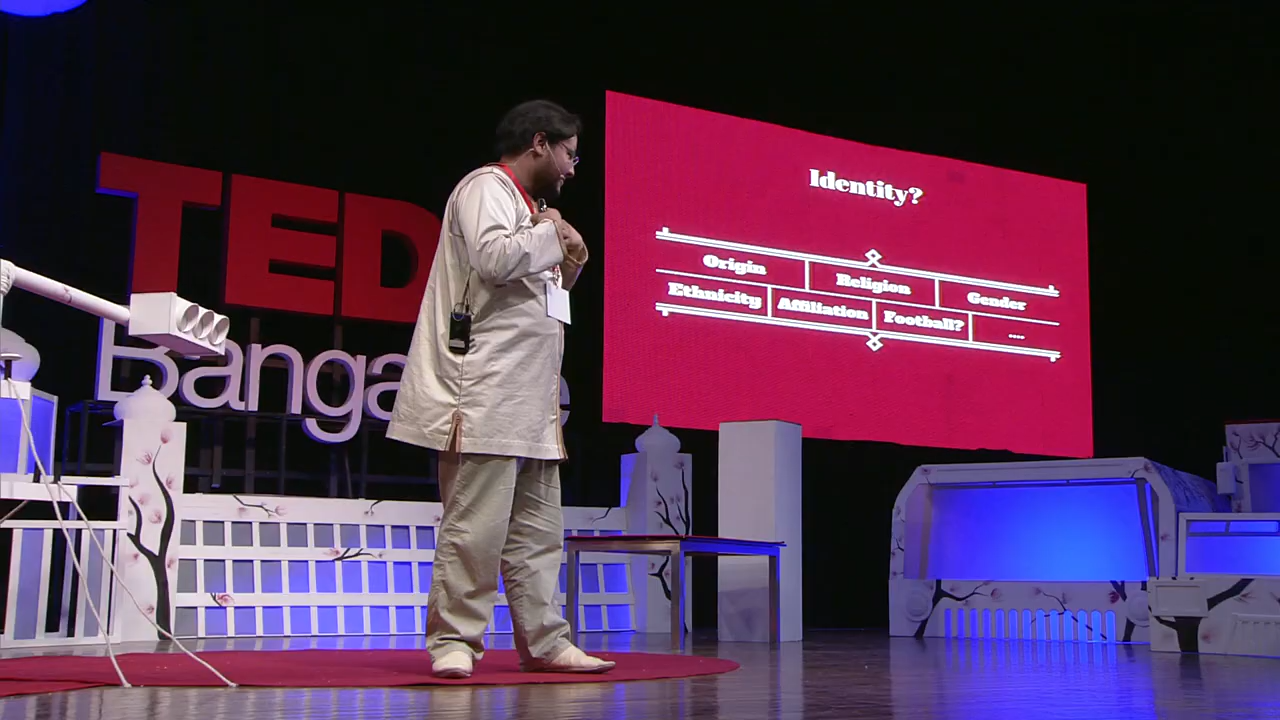 TED
Banga e
Identity?
Origin Religion Gender
Ethnicity Affiliation Football? ....